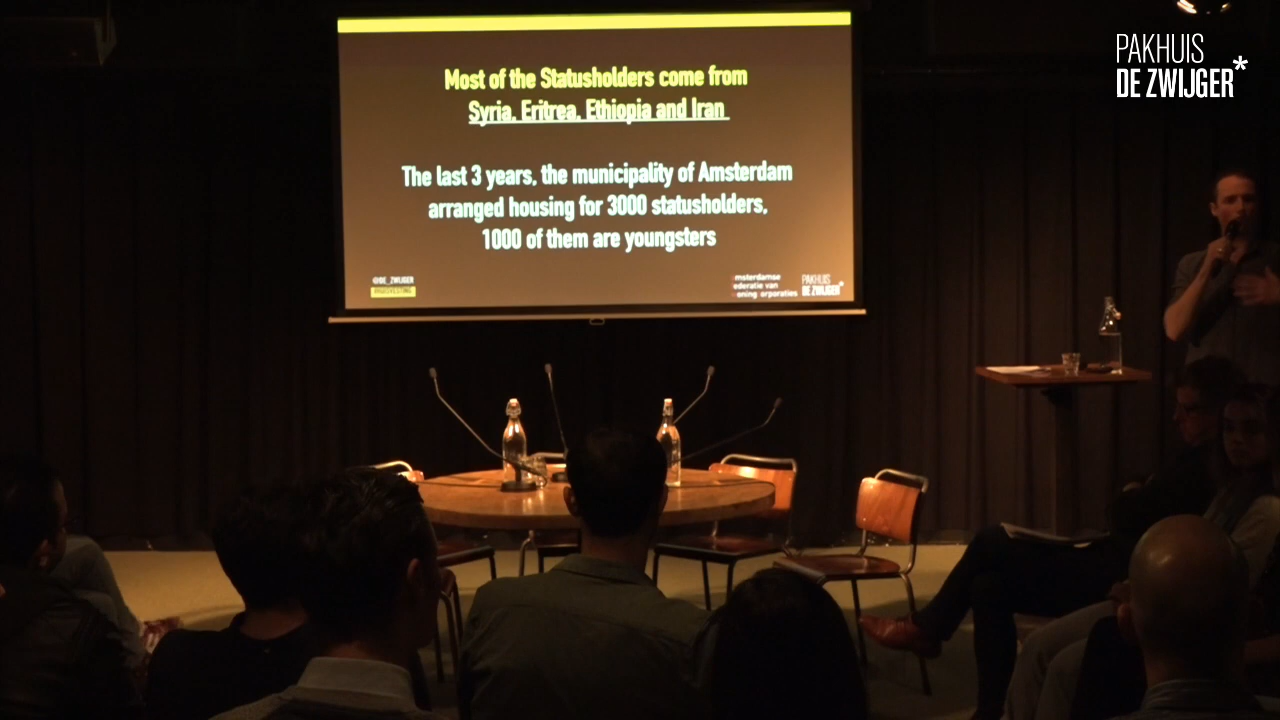 Most of the Statusholders come from
Syria, Eritrea, Ethiopia and Iran
The last 3 years, the municipality of Amsterdam
arranged housing for 3000 statusholders,
1000 of them are youngsters
@DE_ZWIJGER
msterdamse
ederatie van
oning orporaties
PAKHUIS
DE ZWIJGER*
PAKHUIS
DE ZWIJGER*